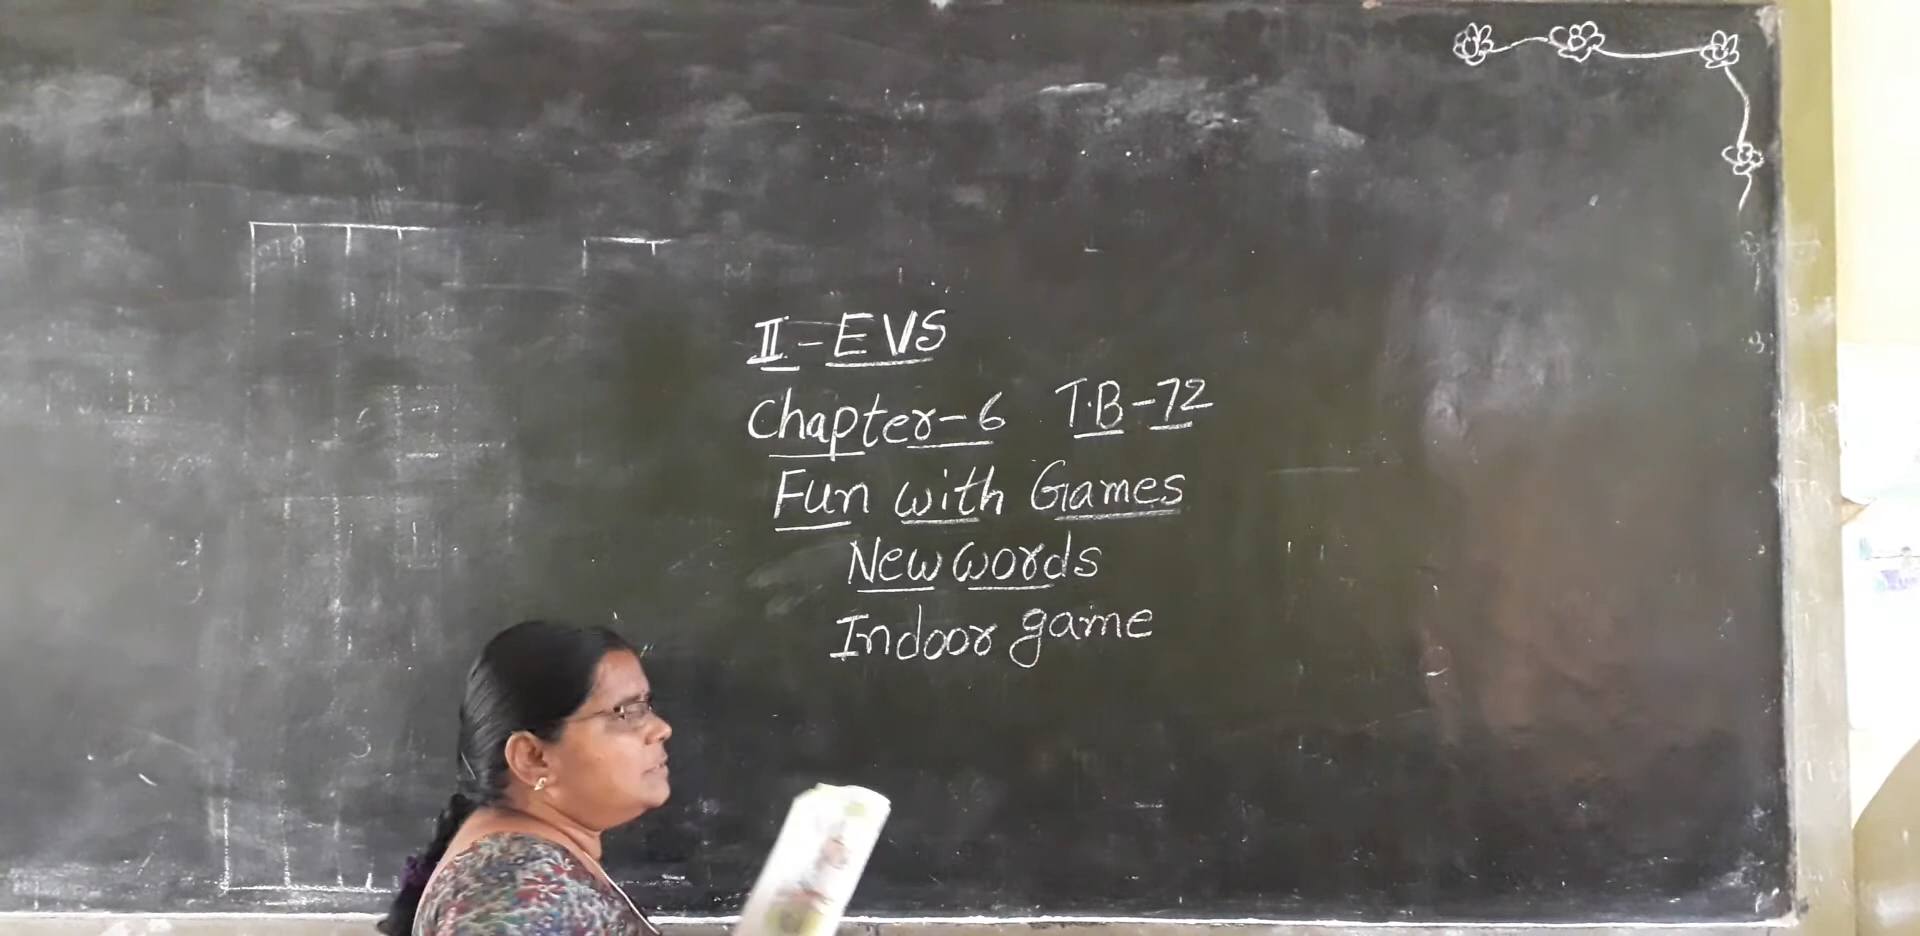 II-EVS
Chapter-6 T.B-72
Fun with Games
New words
Indoor game